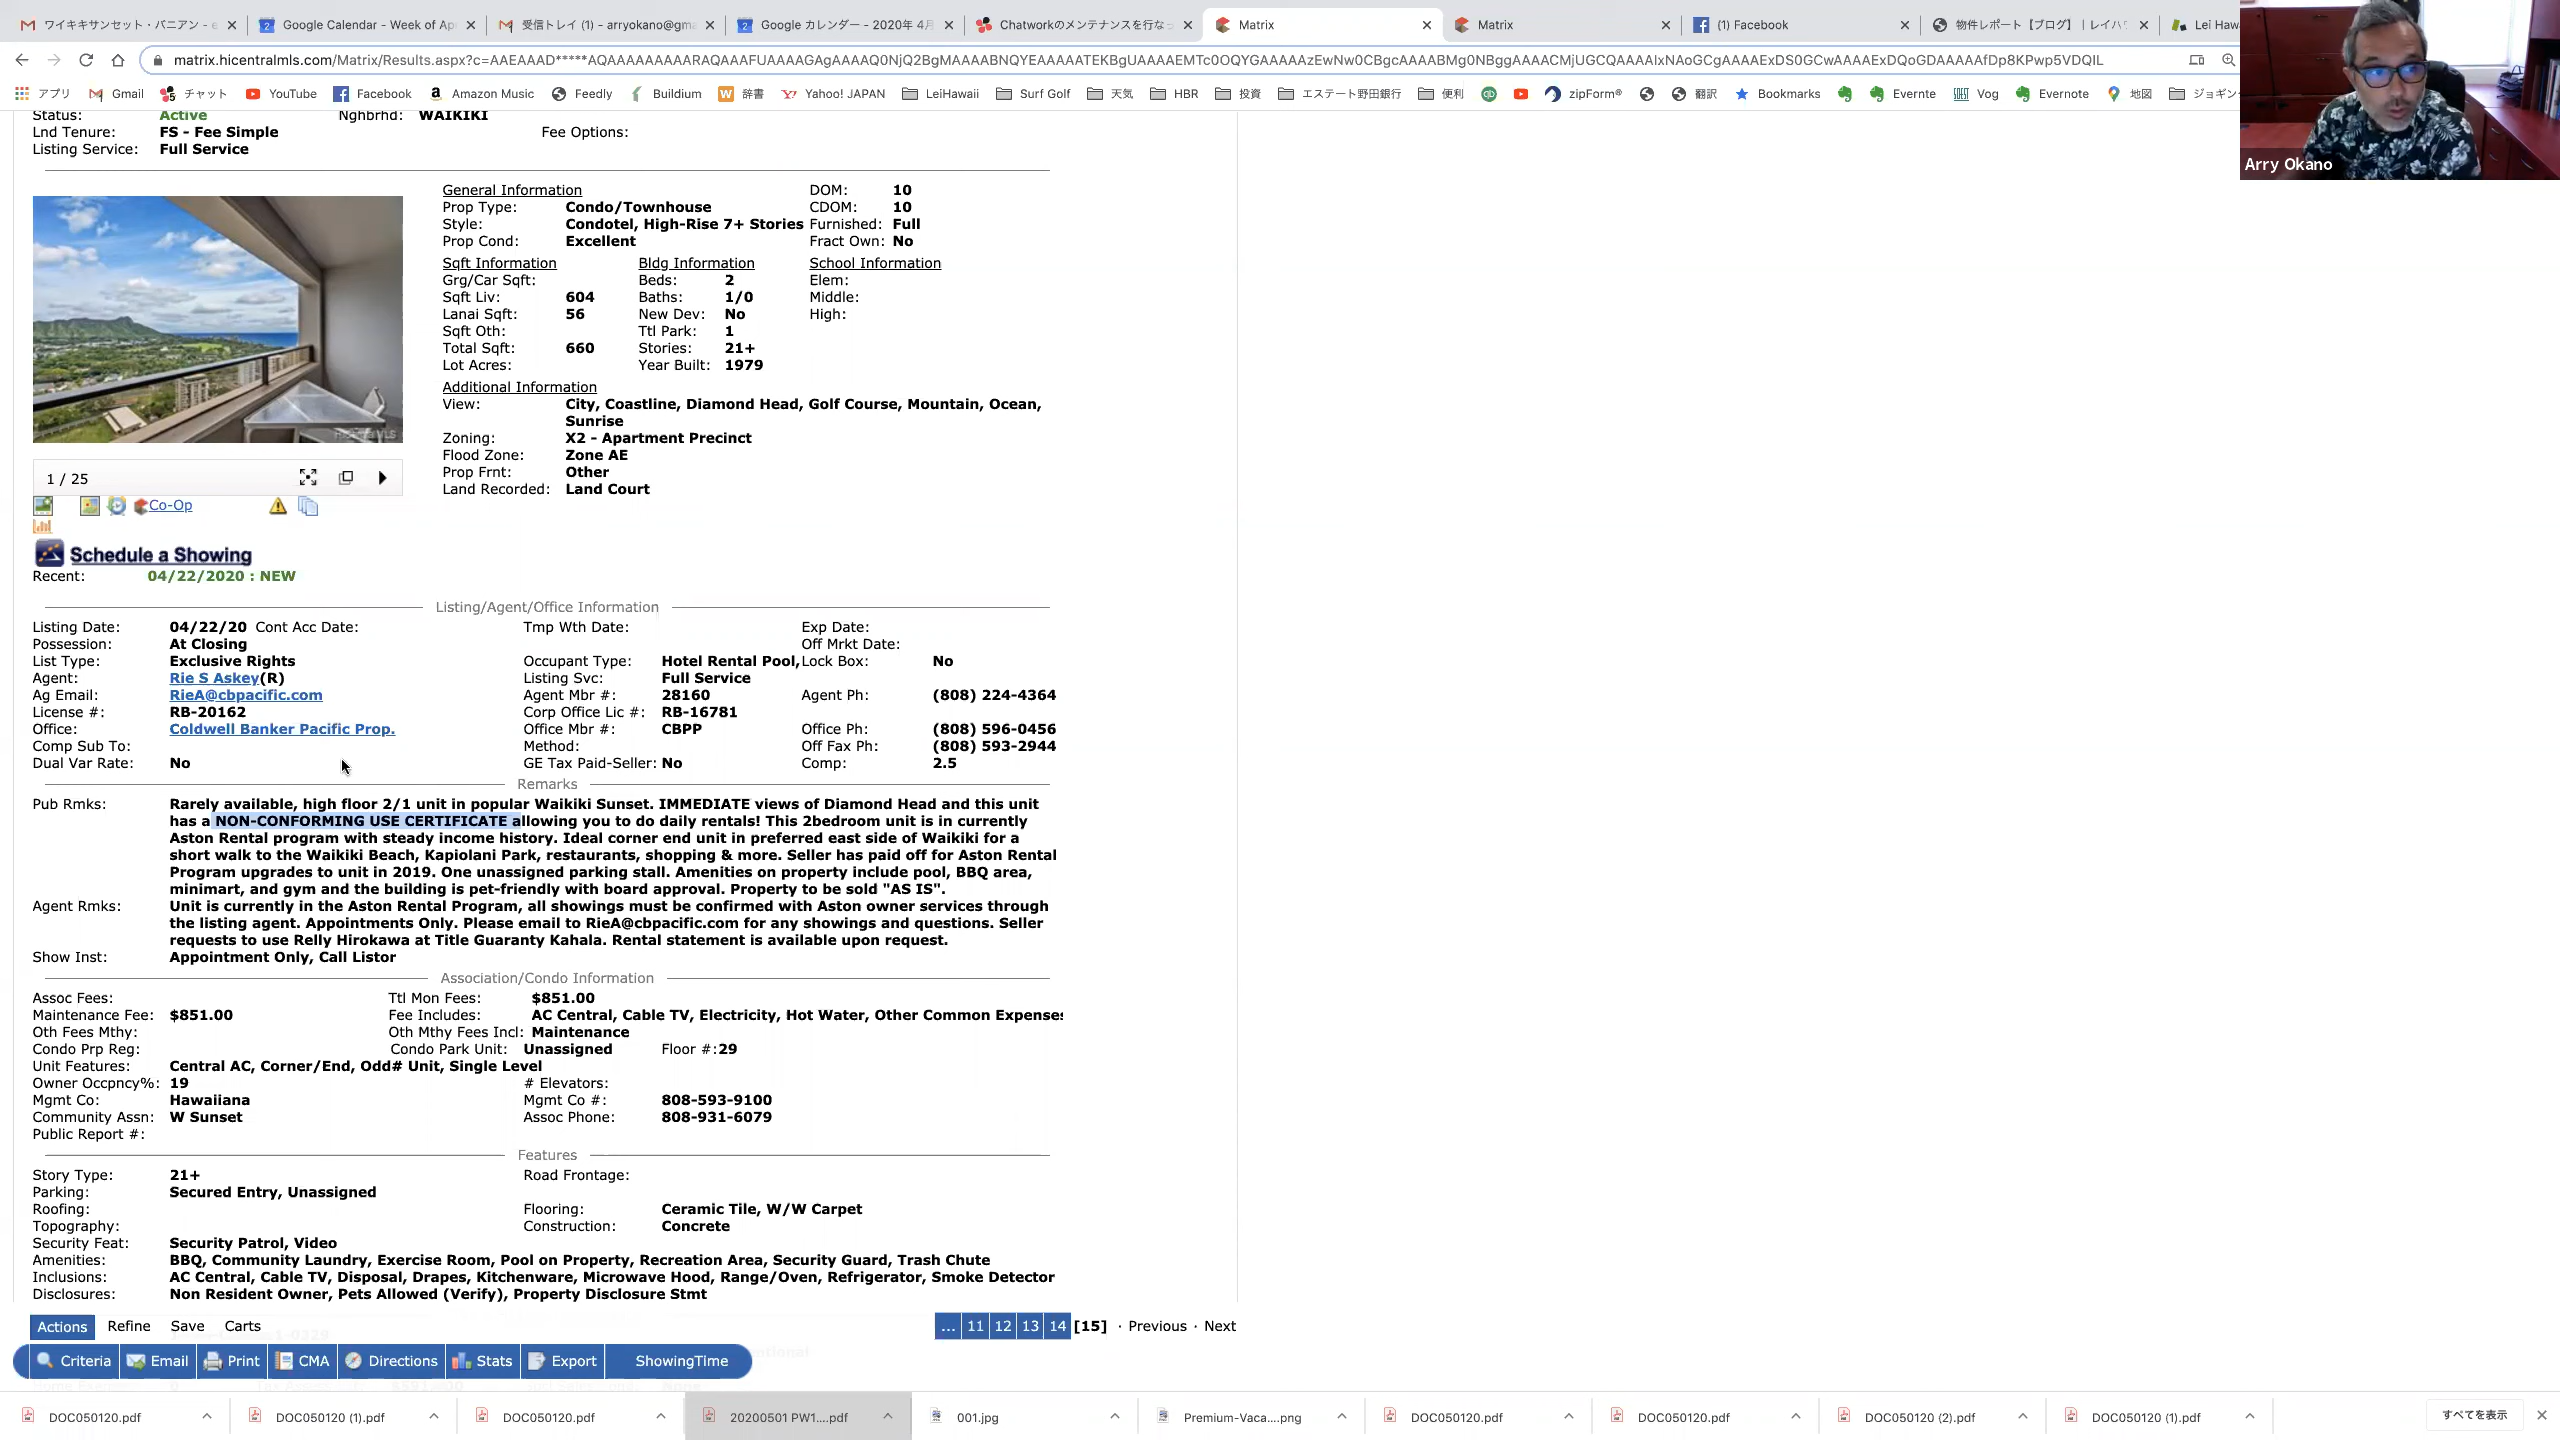 ワイキキサンセット・バニアン - e
Google Calendar - Week of Ap
受信トレイ (1) - arryokano@gma
Google カレンダー - 2020年 4月
Chatworkのメンテナンスを行なっ
Matrix
Matrix
(1) Facebook
物件レポート【ブログ】 | レイハワ
Lei Haw
matrix.hicentralmls.com/Matrix/Results.aspx?c=
アプリ Gmail チャット YouTube Facebook Amazon Music Feedly Buildium 辞書 Yahoo! JAPAN LeiHawaii Surf Golf 天気 HBR 投資 エステート野田銀行 便利 zipForm® 翻訳 Bookmarks Evernte Vog Evernote 地図 ジョギン
Arry Okano
Status: Active Nghbrhd: WAIKIKI
Lnd Tenure: FS - Fee Simple Fee Options:
Listing Service: Full Service
General Information DOM: 10
Prop Type: Condo/Townhouse CDOM: 10
Style: Condotel, High-Rise 7+ Stories Furnished: Full
Prop Cond: Excellent Fract Own: No
Sqft Information Bldg Information School Information
Grg/Car Sqft: Beds: 2 Elem:
Sqft Liv: 604 Baths: 1/0 Middle:
Lanai Sqft: 56 New Dev: No High:
Sqft Oth: Ttl Park: 1
Total Sqft: 660 Stories: 21+
Lot Acres: Year Built: 1979
Additional Information
View: City, Coastline, Diamond Head, Golf Course, Mountain, Ocean,
Sunrise
Zoning: X2 - Apartment Precinct
Flood Zone: Zone AE
Prop Frnt: Other
Land Recorded: Land Court
1 / 25
Co-Op
Schedule a Showing
Recent: 04/22/2020 : NEW
Listing/Agent/Office Information
Listing Date: 04/22/20 Cont Acc Date: Tmp Wth Date: Exp Date:
Possession: At Closing Off Mrkt Date:
List Type: Exclusive Rights Occupant Type: Hotel Rental Pool, Lock Box: No
Agent: Rie S Askey(R) Listing Svc: Full Service
Ag Email: RieA@cbpacific.com Agent Mbr #: 28160 Agent Ph: (808) 224-4364
License #: RB-20162 Corp Office Lic #: RB-16781
Office: Coldwell Banker Pacific Prop. Office Mbr #: CBPP Office Ph: (808) 596-0456
Comp Sub To: Method: Off Fax Ph: (808) 593-2944
Dual Var Rate: No GE Tax Paid-Seller: No Comp: 2.5
Remarks
Pub Rmks: Rarely available, high floor 2/1 unit in popular Waikiki Sunset. IMMEDIATE views of Diamond Head and this unit
has a NON-CONFORMING USE CERTIFICATE allowing you to do daily rentals! This 2bedroom unit is in currently
Aston Rental program with steady income history. Ideal corner end unit in preferred east side of Waikiki for a
short walk to the Waikiki Beach, Kapiolani Park, restaurants, shopping & more. Seller has paid off for Aston Rental
Program upgrades to unit in 2019. One unassigned parking stall. Amenities on property include pool, BBQ area,
minimart, and gym and the building is pet-friendly with board approval. Property to be sold "AS IS".
Agent Rmks: Unit is currently in the Aston Rental Program, all showings must be confirmed with Aston owner services through
the listing agent. Appointments Only. Please email to RieA@cbpacific.com for any showings and questions. Seller
requests to use Relly Hirokawa at Title Guaranty Kahala. Rental statement is available upon request.
Show Inst: Appointment Only, Call Listor
Association/Condo Information
Assoc Fees: Ttl Mon Fees: $851.00
Maintenance Fee: $851.00 Fee Includes: AC Central, Cable TV, Electricity, Hot Water, Other Common Expenses
Oth Fees Mthy: Oth Mthy Fees Incl: Maintenance
Condo Prp Reg: Condo Park Unit: Unassigned Floor #:29
Unit Features: Central AC, Corner/End, Odd# Unit, Single Level
Owner Occpncy%: 19 # Elevators:
Mgmt Co: Hawaiiana Mgmt Co #: 808-593-9100
Community Assn: W Sunset Assoc Phone: 808-931-6079
Public Report #:
Features
Story Type: 21+ Road Frontage:
Parking: Secured Entry, Unassigned
Roofing: Flooring: Ceramic Tile, W/W Carpet
Topography: Construction: Concrete
Security Feat: Security Patrol, Video
Amenities: BBQ, Community Laundry, Exercise Room, Pool on Property, Recreation Area, Security Guard, Trash Chute
Inclusions: AC Central, Cable TV, Disposal, Drapes, Kitchenware, Microwave Hood, Range/Oven, Refrigerator, Smoke Detector
Disclosures: Non Resident Owner, Pets Allowed (Verify), Property Disclosure Stmt
Actions Refine Save Carts ... 11 12 13 14 [15] · Previous · Next
Criteria Email Print CMA Directions Stats Export ShowingTime
DOC050120.pdf DOC050120 (1).pdf DOC050120.pdf 20200501 PW1....pdf 001.jpg Premium-Vaca....png DOC050120.pdf DOC050120.pdf DOC050120 (2).pdf DOC050120 (1).pdf すべてを表示